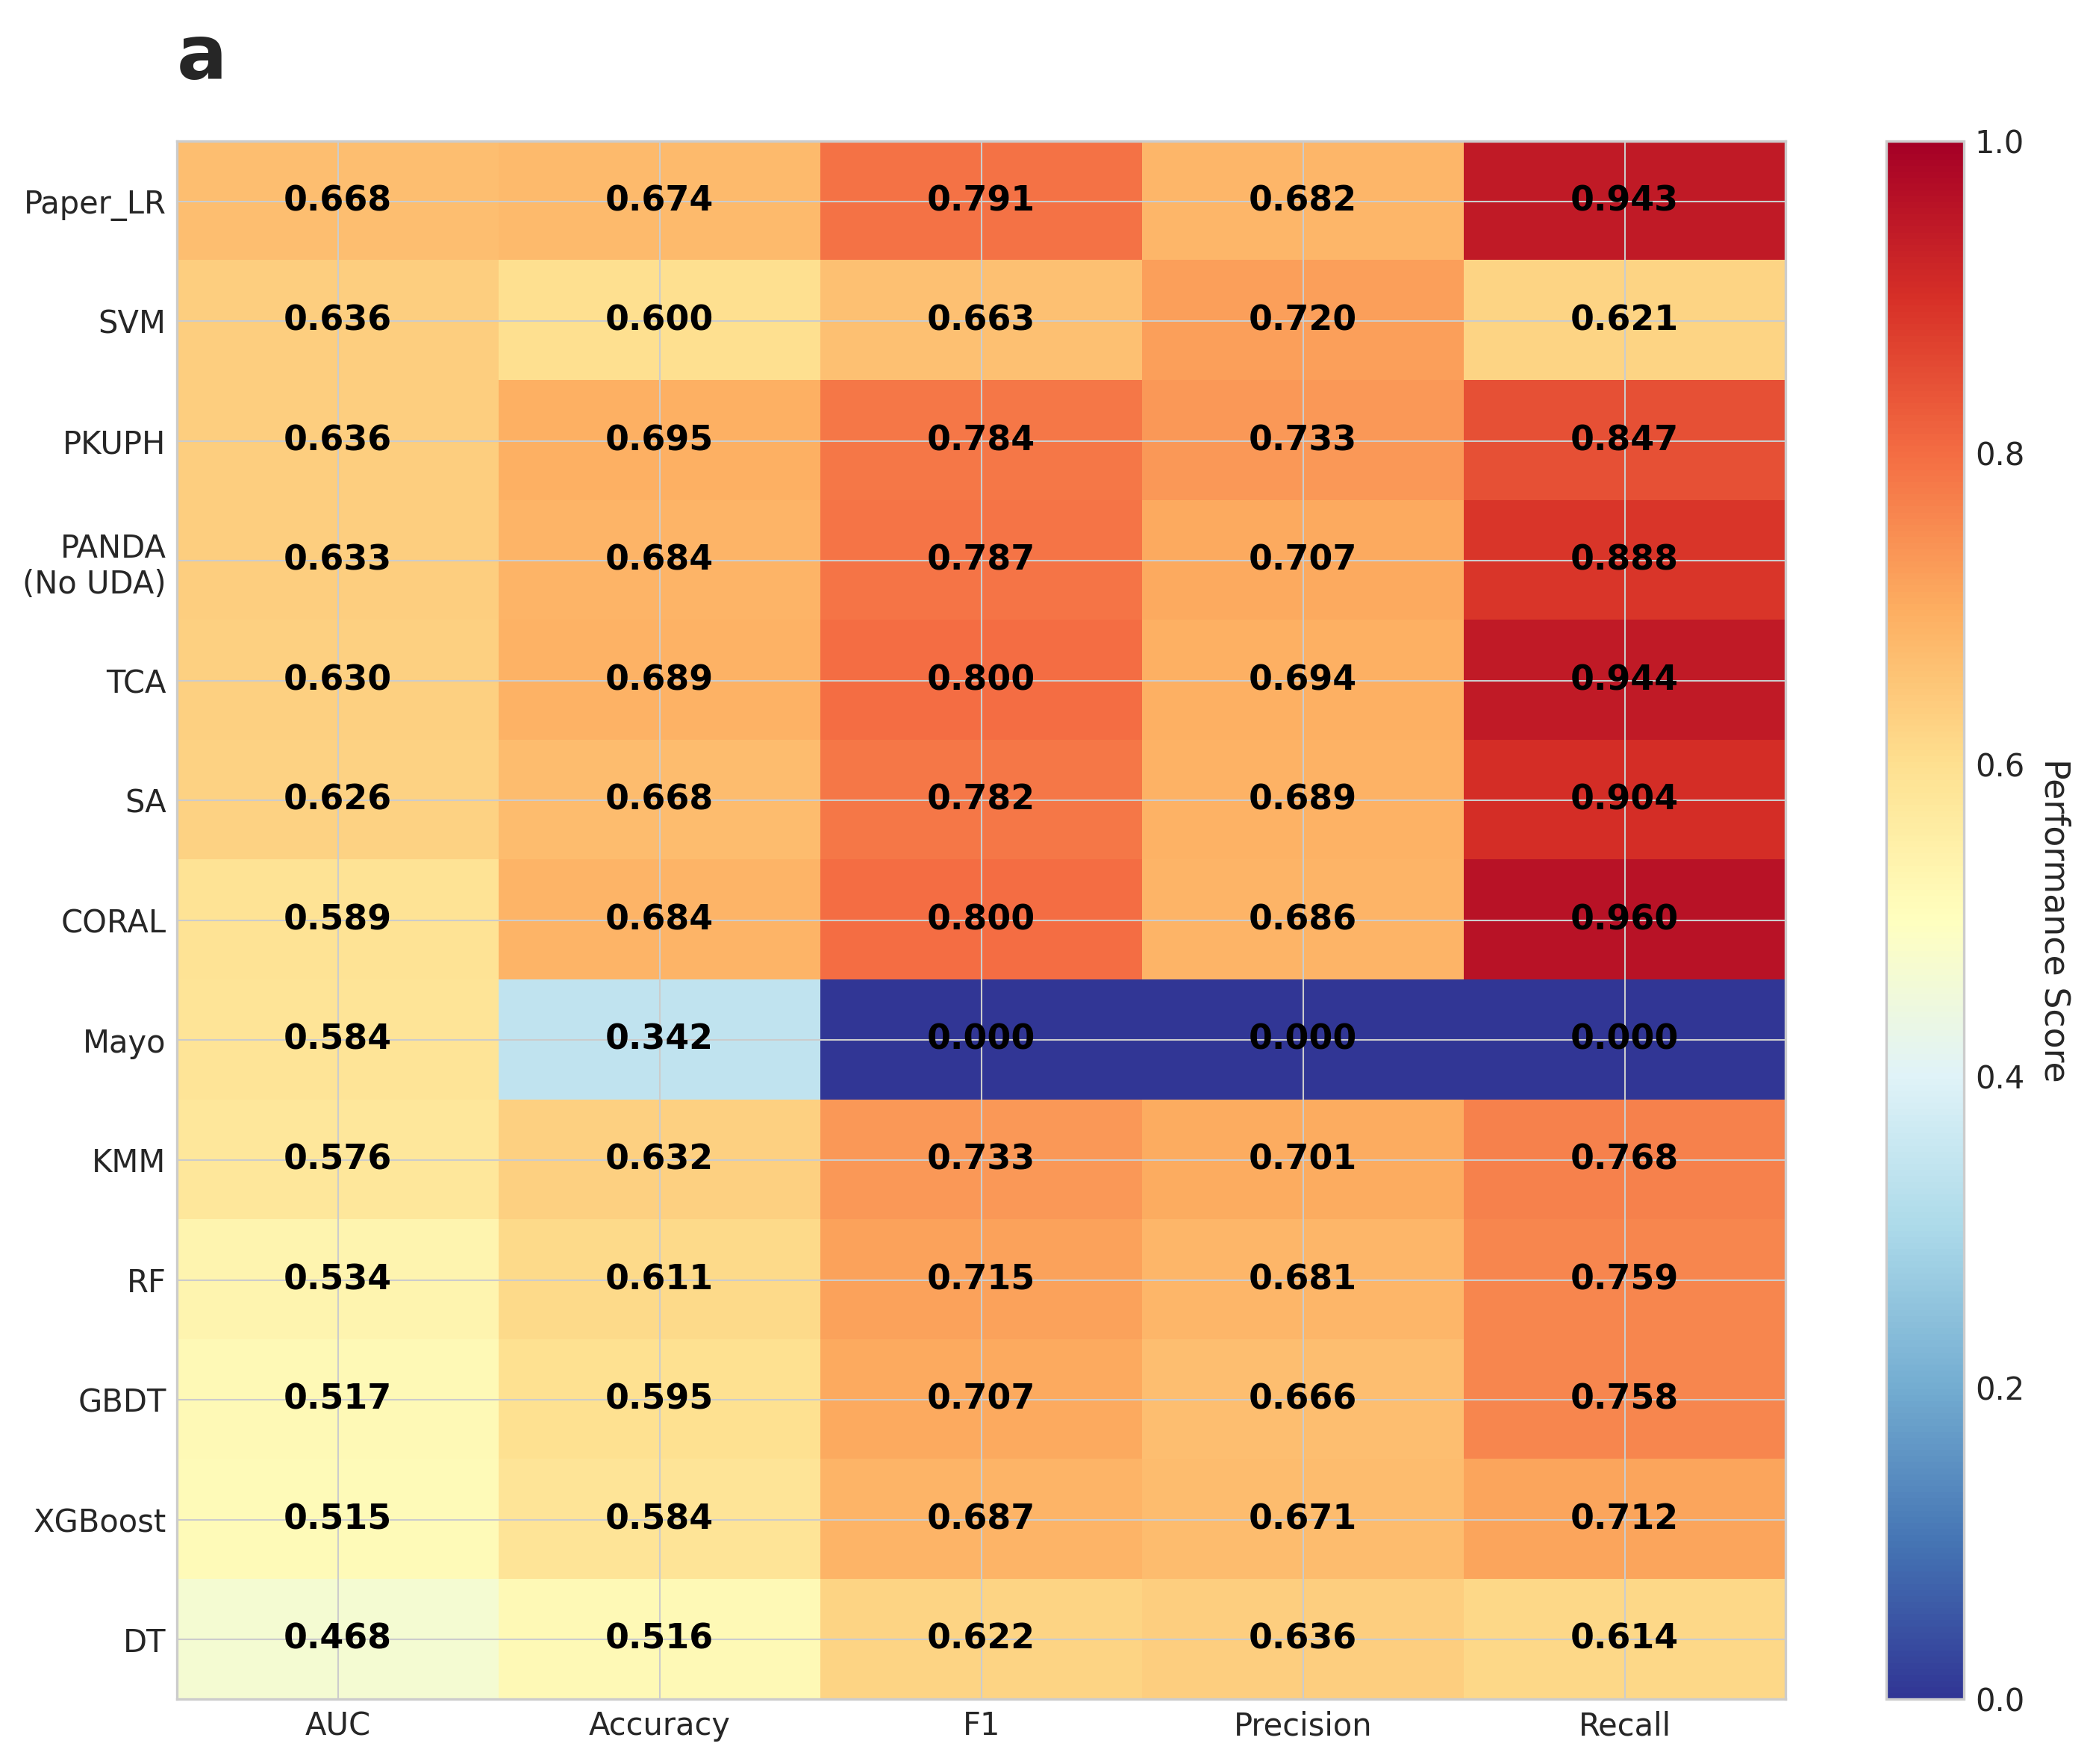 a
Paper_LR 0.668 0.674 0.791 0.682 0.943
SVM 0.636 0.600 0.663 0.720 0.621
PKUPH 0.636 0.695 0.784 0.733 0.847
PANDA
(No UDA) 0.633 0.684 0.787 0.707 0.888
TCA 0.630 0.689 0.800 0.694 0.944
SA 0.626 0.668 0.782 0.689 0.904
CORAL 0.589 0.684 0.800 0.686 0.960
Mayo 0.584 0.342 0.000 0.000 0.000
KMM 0.576 0.632 0.733 0.701 0.768
RF 0.534 0.611 0.715 0.681 0.759
GBDT 0.517 0.595 0.707 0.666 0.758
XGBoost 0.515 0.584 0.687 0.671 0.712
DT 0.468 0.516 0.622 0.636 0.614
AUC Accuracy F1 Precision Recall
1.0
0.8
0.6
0.4
0.2
0.0
Performance Score